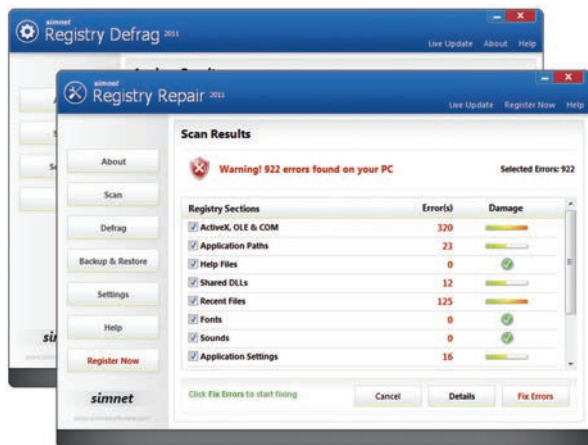 simnet
Registry Defrag 2011
Live Update About Help
simnet
Registry Repair 2011
Live Update Register Now Help
About
Scan
Defrag
Backup & Restore
Settings
Help
Register Now
simnet
Scan Results
Warning! 922 errors found on your PC
Selected Errors: 922
Registry Sections Error(s) Damage
ActiveX, OLE & COM 320
Application Paths 23
Help Files 0
Shared DLLs 12
Recent Files 125
Fonts 0
Sounds 0
Application Settings 16
Click Fix Errors to start fixing
Cancel Details Fix Errors